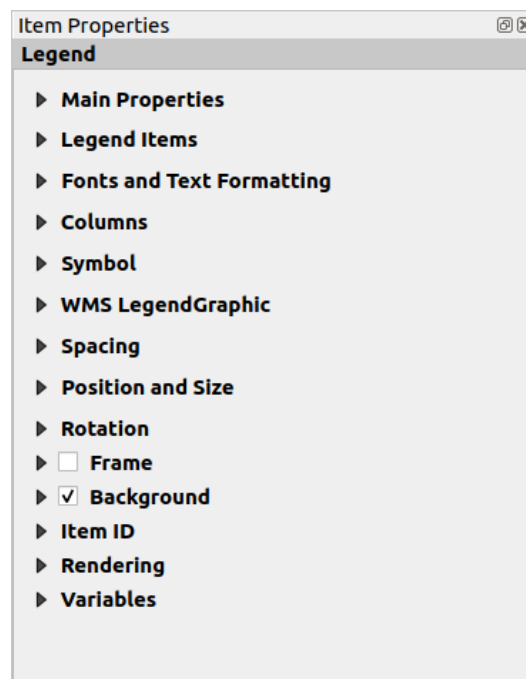 Item Properties
Legend
Main Properties
Legend Items
Fonts and Text Formatting
Columns
Symbol
WMS LegendGraphic
Spacing
Position and Size
Rotation
Frame
Background
Item ID
Rendering
Variables